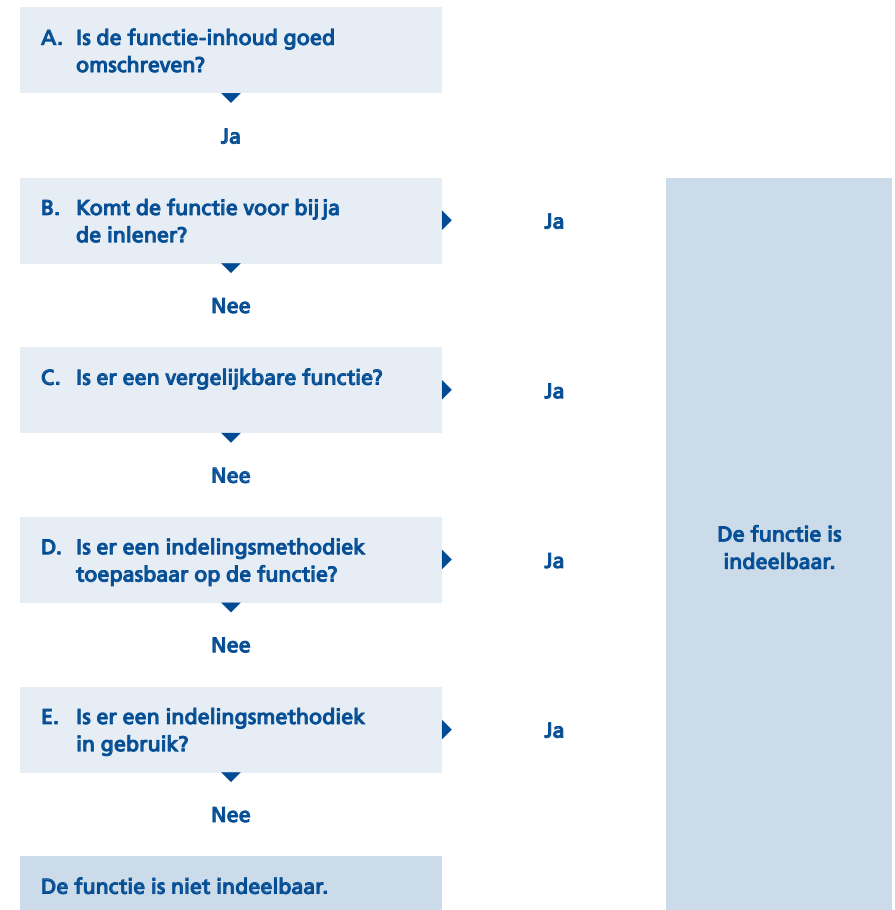 A. Is de functie-inhoud goed
omschreven?
Ja
B. Komt de functie voor bij ja
de inlener?
Ja
Nee
C. Is er een vergelijkbare functie?
Ja
Nee
D. Is er een indelingsmethodiek
toepasbaar op de functie?
Ja
Nee
E. Is er een indelingsmethodiek
in gebruik?
Ja
Nee
De functie is niet indeelbaar.
De functie is
indeelbaar.